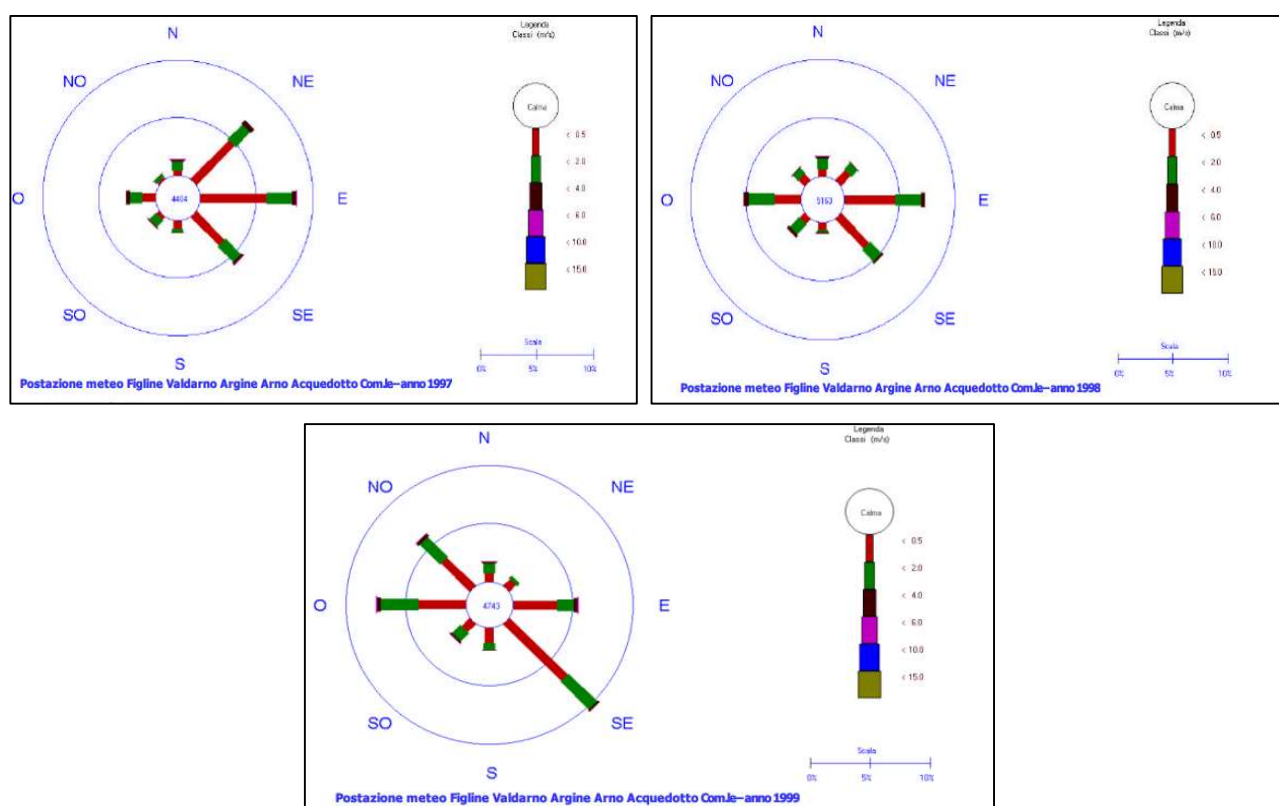 Legenda
Classi (m/s)
N
NO
NE
Calma
< 0.5
< 2.0
< 4.0
< 6.0
< 10.0
< 15.0
O
4404
E
SO
SE
S
Scala
0%
5%
10%
Postazione meteo Figline Valdarno Argine Arno Acquedotto Com.le–anno 1997
Legenda
Classi (m/s)
N
NO
NE
Calma
< 0.5
< 2.0
< 4.0
< 6.0
< 10.0
< 15.0
O
5163
E
SO
SE
S
Scala
0%
5%
10%
Postazione meteo Figline Valdarno Argine Arno Acquedotto Com.le–anno 1998
Legenda
Classi (m/s)
N
NO
NE
Calma
< 0.5
< 2.0
< 4.0
< 6.0
< 10.0
< 15.0
O
4743
E
SO
SE
S
Scala
0%
5%
10%
Postazione meteo Figline Valdarno Argine Arno Acquedotto Com.le–anno 1999